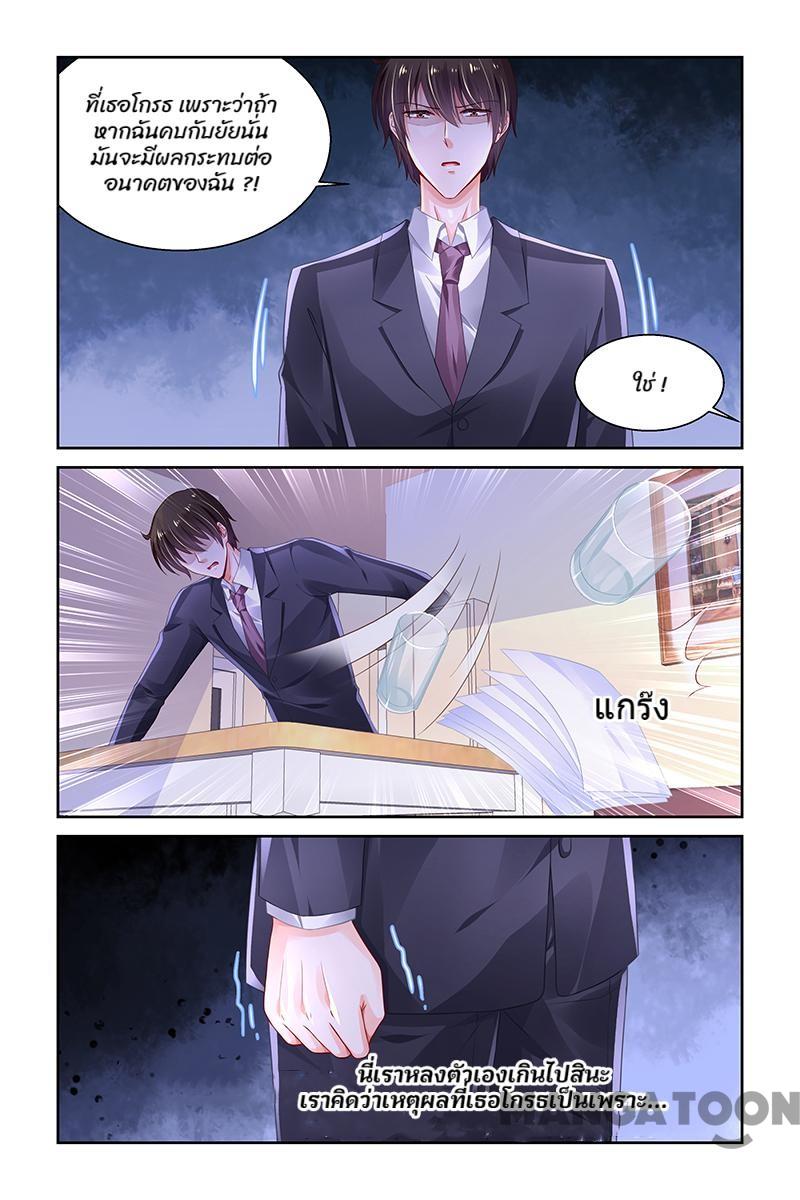 ที่เธอโกรธ เพราะว่าถ้า
หากฉันคบกับยัยนั่น
มันจะมีผลกระทบต่อ
อนาคตของฉัน ?!
ใช่ !
แกร๊ง
นี่เราหลงตัวเองเกินไปสินะ
เราคิดว่าเหตุผลที่เธอโกรธเป็นเพราะ...
MANGATOON